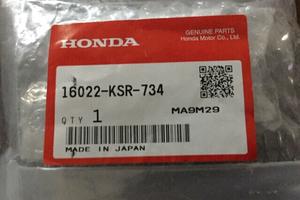 GENUINE PARTS
HONDA
Honda Motor Co., Ltd.
16022-KSR-734
QTY 1
MA9M29
MADE IN JAPAN